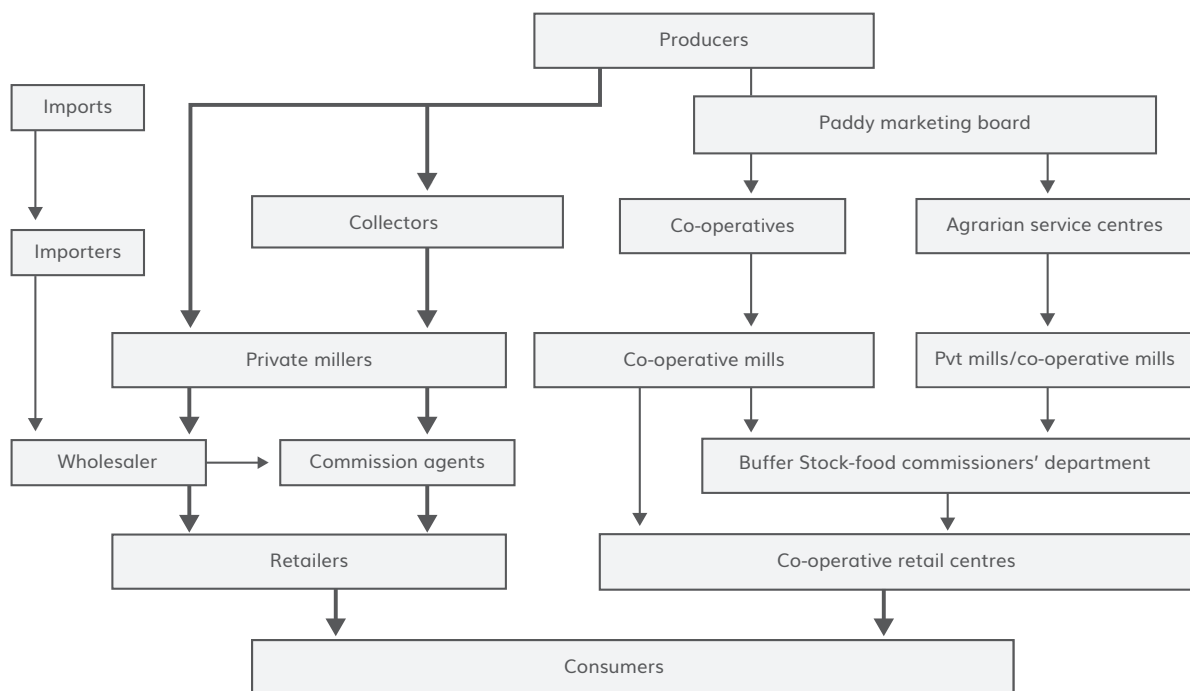 Producers
Imports
Paddy marketing board
Collectors
Co-operatives
Agrarian service centres
Importers
Private millers
Co-operative mills
Pvt mills/co-operative mills
Wholesaler
Commission agents
Buffer Stock-food commissioners’ department
Retailers
Co-operative retail centres
Consumers